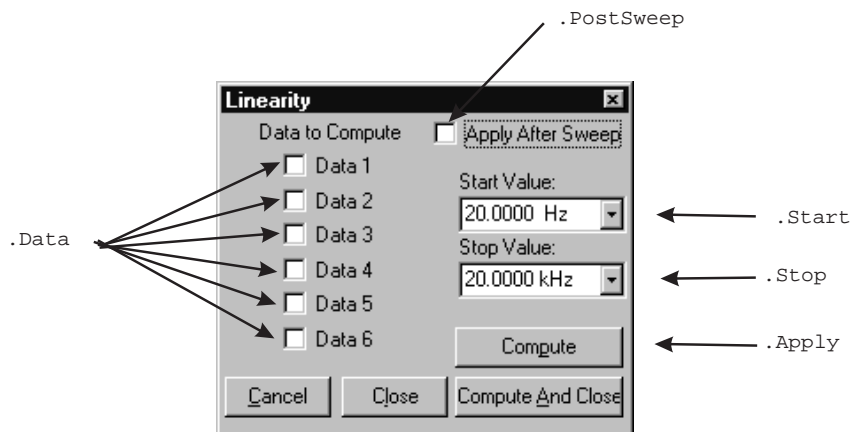 .PostSweep
Linearity
Data to Compute
Apply After Sweep
Data 1
Data 2
Data 3
Data 4
Data 5
Data 6
.Data
Start Value:
20.0000 Hz
.Start
Stop Value:
20.0000 kHz
.Stop
Compute
.Apply
Cancel
Close
Compute And Close